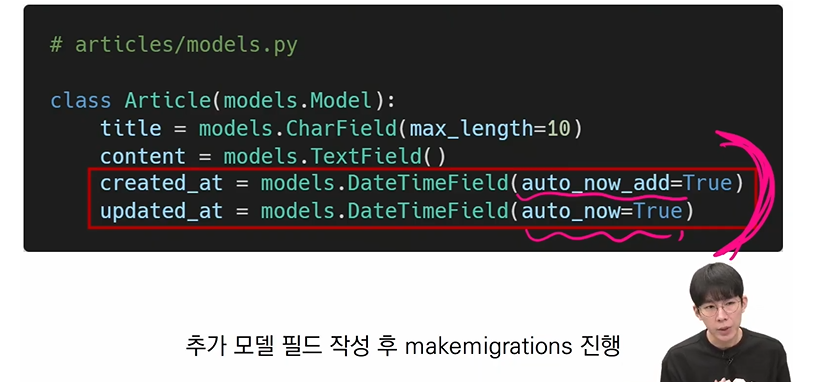 # articles/models.py
class Article(models.Model):
title = models.CharField(max_length=10)
content = models.TextField()
created_at = models.DateTimeField(auto_now_add=True)
updated_at = models.DateTimeField(auto_now=True)
추가 모델 필드 작성 후 makemigrations 진행